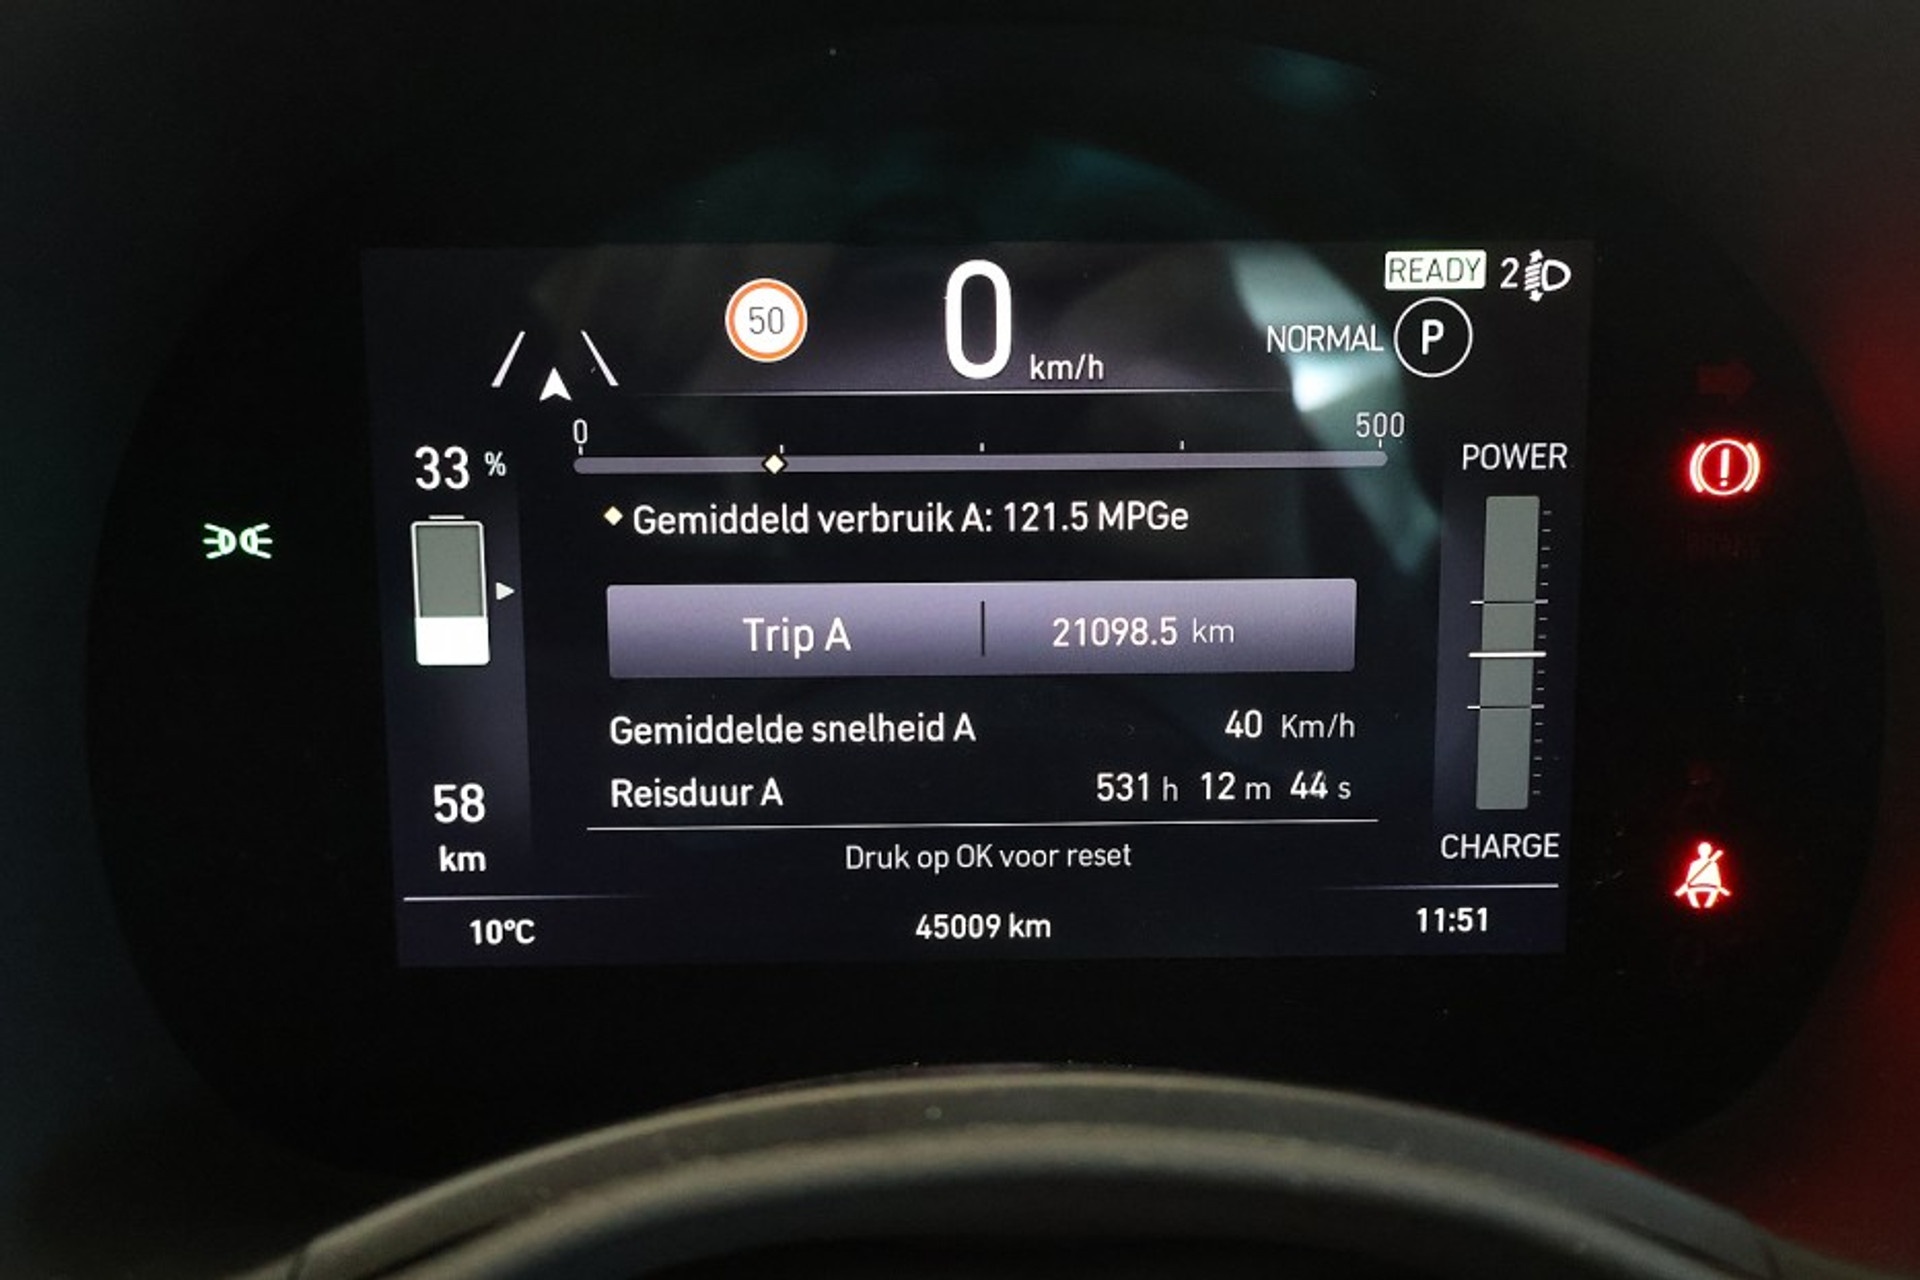 READY 2
50
0 km/h
NORMAL P
0 500
33 %
POWER
Gemiddeld verbruik A: 121.5 MPGe
Trip A 21098.5 km
Gemiddelde snelheid A 40 Km/h
Reisduur A 531 h 12 m 44 s
58
km
CHARGE
Druk op OK voor reset
10°C 45009 km 11:51